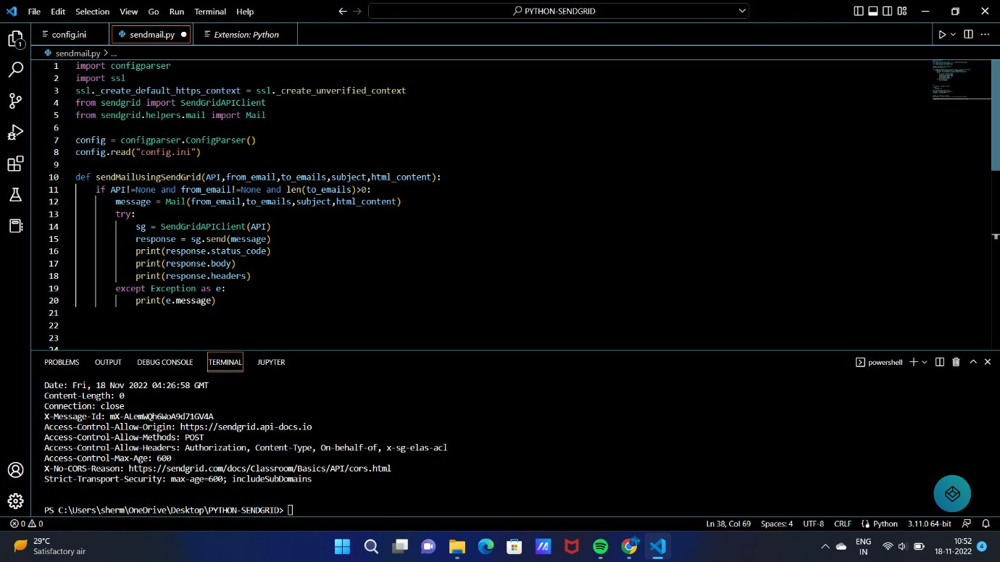 File Edit Selection View Go Run Terminal Help PYTHON-SENDGRID
config.ini sendmail.py Extension: Python
sendmail.py > ...
1 import configparser
2 import ssl
3 ssl._create_default_https_context = ssl._create_unverified_context
4 from sendgrid import SendGridAPIClient
5 from sendgrid.helpers.mail import Mail
6
7 config = configparser.ConfigParser()
8 config.read("config.ini")
9
10 def sendMailUsingSendGrid(API,from_email,to_emails,subject,html_content):
11 if API!=None and from_email!=None and len(to_emails)>0:
12 message = Mail(from_email,to_emails,subject,html_content)
13 try:
14 sg = SendGridAPIClient(API)
15 response = sg.send(message)
16 print(response.status_code)
17 print(response.body)
18 print(response.headers)
19 except Exception as e:
20 print(e.message)
21
22
23
24
PROBLEMS OUTPUT DEBUG CONSOLE TERMINAL JUPYTER powershell
Date: Fri, 18 Nov 2022 04:26:58 GMT
Content-Length: 0
Connection: close
X-Message-Id: mX-ALemWQh6WoA9d71GV4A
Access-Control-Allow-Origin: https://sendgrid.api-docs.io
Access-Control-Allow-Methods: POST
Access-Control-Allow-Headers: Authorization, Content-Type, On-behalf-of, x-sg-elas-acl
Access-Control-Max-Age: 600
X-No-CORS-Reason: https://sendgrid.com/docs/Classroom/Basics/API/cors.html
Strict-Transport-Security: max-age=600; includeSubDomains
PS C:\Users\sherm\OneDrive\Desktop\PYTHON-SENDGRID>
0 0 Ln 38, Col 69 Spaces: 4 UTF-8 CRLF Python 3.11.0 64-bit
29°C
Satisfactory air
ENG
IN
10:52
18-11-2022
4
1